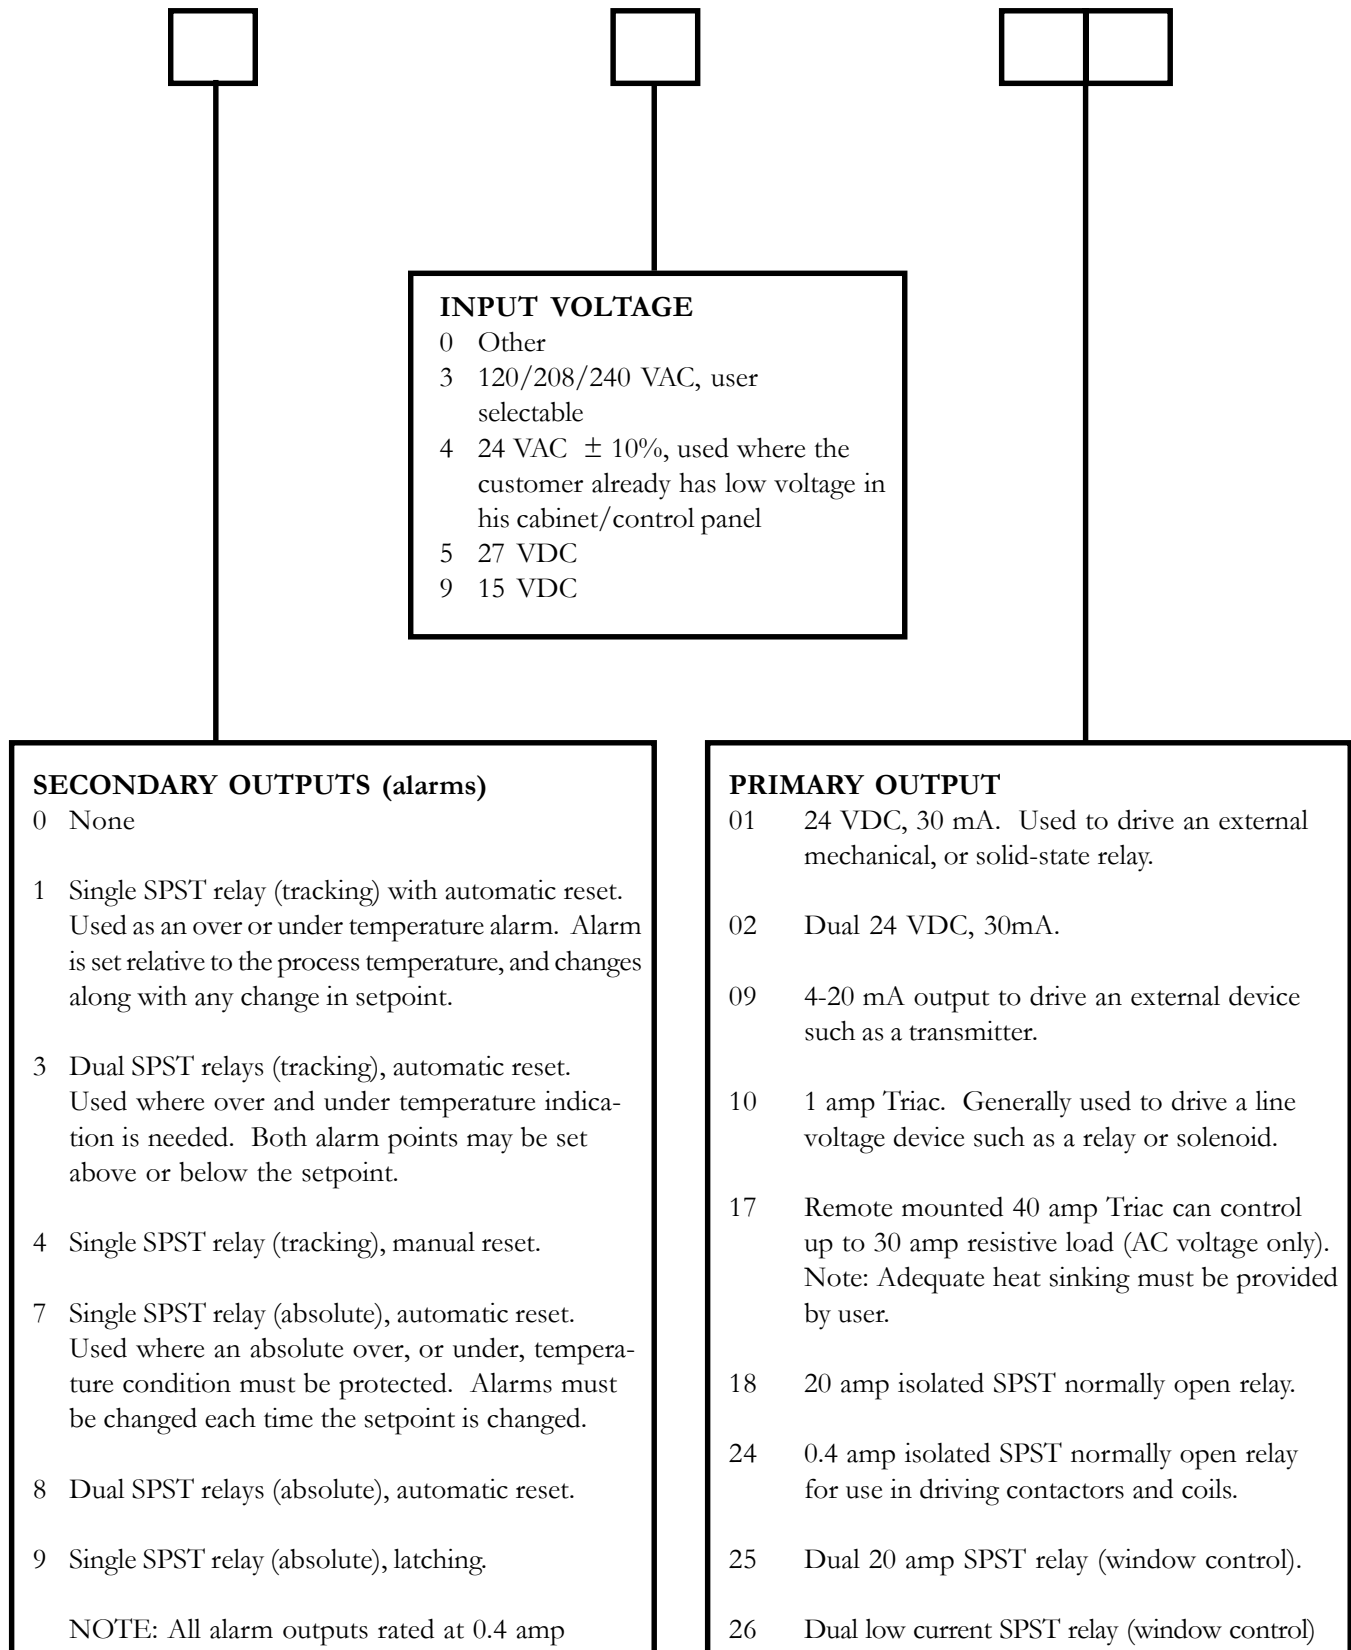 INPUT VOLTAGE
0 Other
3 120/208/240 VAC, user
selectable
4 24 VAC ± 10%, used where the
customer already has low voltage in
his cabinet/control panel
5 27 VDC
9 15 VDC
SECONDARY OUTPUTS (alarms)
0 None
1 Single SPST relay (tracking) with automatic reset.
Used as an over or under temperature alarm. Alarm
is set relative to the process temperature, and changes
along with any change in setpoint.
3 Dual SPST relays (tracking), automatic reset.
Used where over and under temperature indica-
tion is needed. Both alarm points may be set
above or below the setpoint.
4 Single SPST relay (tracking), manual reset.
7 Single SPST relay (absolute), automatic reset.
Used where an absolute over, or under, tempera-
ture condition must be protected. Alarms must
be changed each time the setpoint is changed.
8 Dual SPST relays (absolute), automatic reset.
9 Single SPST relay (absolute), latching.
NOTE: All alarm outputs rated at 0.4 amp
PRIMARY OUTPUT
01 24 VDC, 30 mA. Used to drive an external
mechanical, or solid-state relay.
02 Dual 24 VDC, 30mA.
09 4-20 mA output to drive an external device
such as a transmitter.
10 1 amp Triac. Generally used to drive a line
voltage device such as a relay or solenoid.
17 Remote mounted 40 amp Triac can control
up to 30 amp resistive load (AC voltage only).
Note: Adequate heat sinking must be provided
by user.
18 20 amp isolated SPST normally open relay.
24 0.4 amp isolated SPST normally open relay
for use in driving contactors and coils.
25 Dual 20 amp SPST relay (window control).
26 Dual low current SPST relay (window control)